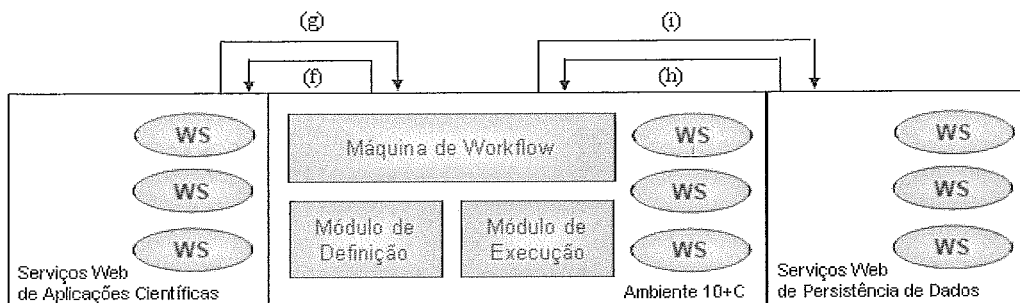 (g)
(i)
(f)
(h)
WS
Máquina de Workflow
WS
WS
WS
WS
WS
Módulo de
Definição
Módulo de
Execução
WS
WS
WS
Serviços Web
de Aplicações Científicas
Ambiente 10+C
Serviços Web
de Persistência de Dados